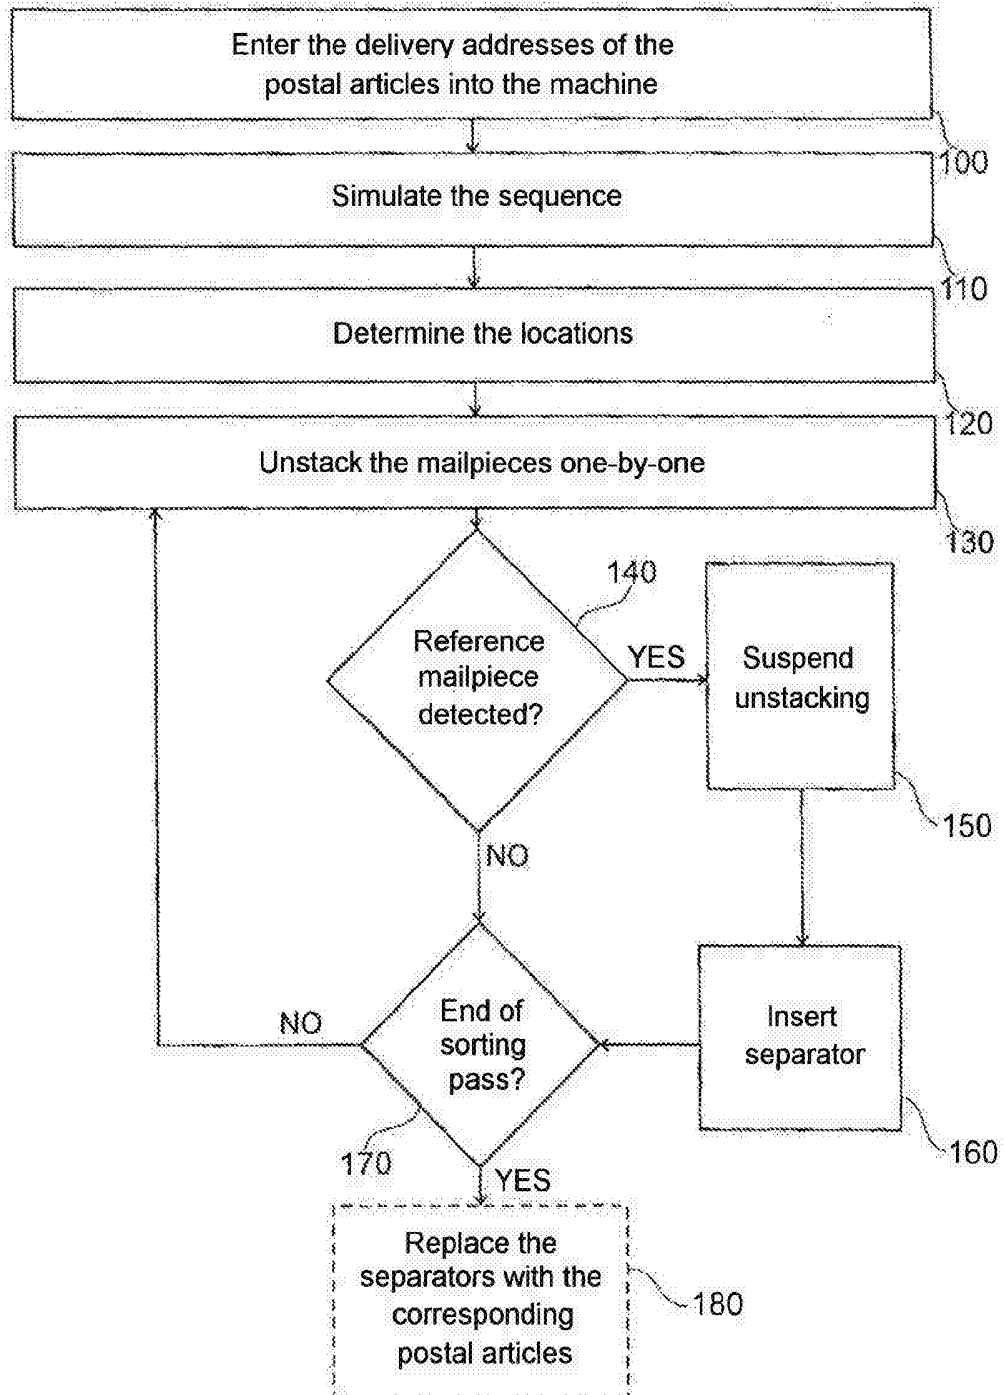 Enter the delivery addresses of the
postal articles into the machine
100
Simulate the sequence
110
Determine the locations
120
Unstack the mailpieces one-by-one
130
140
Reference
mailpiece
detected?
YES
Suspend
unstacking
150
NO
End of
sorting
pass?
NO
Insert
separator
160
170
YES
Replace the
separators with the
corresponding
postal articles
180